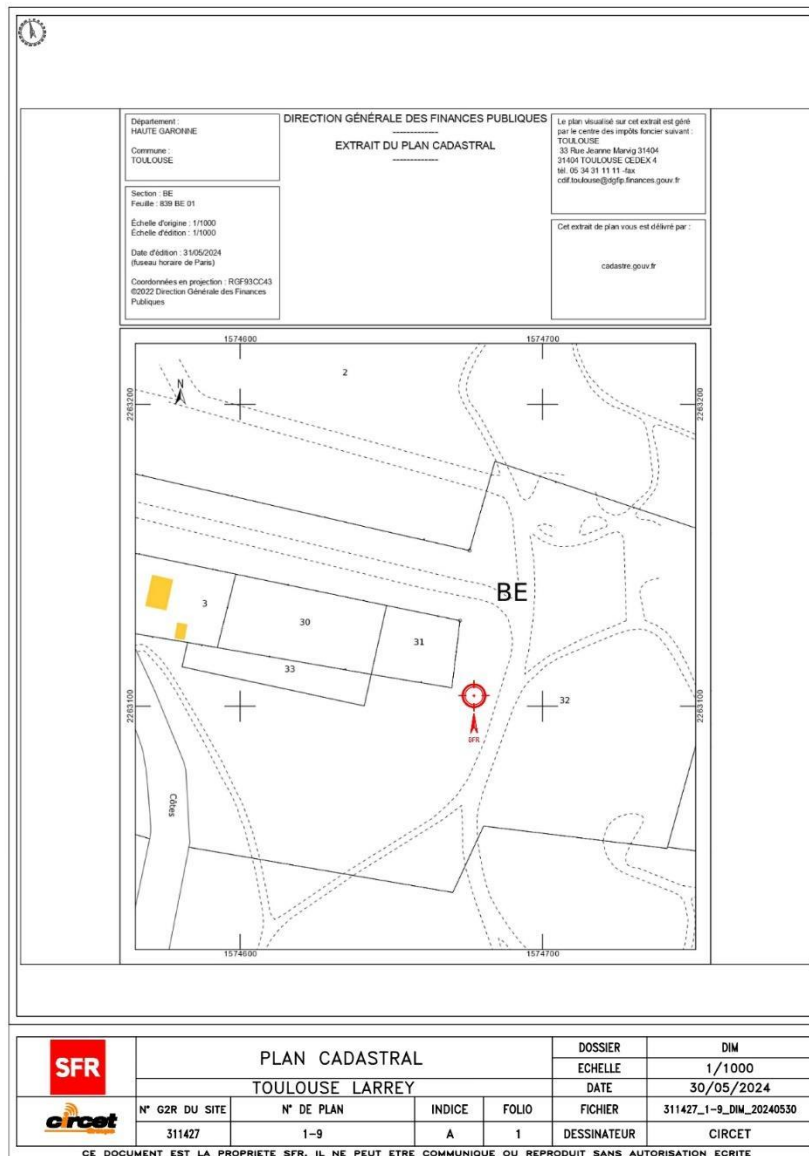 Département :
HAUTE GARONNE
Commune :
TOULOUSE
Section : BE
Feuille : 839 BE 01
Échelle d'origine : 1/1000
Échelle d'édition : 1/1000
Date d'édition : 31/05/2024
(fuseau horaire de Paris)
Coordonnées en projection : RGF93CC43
©2022 Direction Générale des Finances
Publiques
DIRECTION GÉNÉRALE DES FINANCES PUBLIQUES
-------------
EXTRAIT DU PLAN CADASTRAL
-------------
Le plan visualisé sur cet extrait est géré
par le centre des impôts foncier suivant :
TOULOUSE
33 Rue Jeanne Marvig 31404
31404 TOULOUSE CEDEX 4
tél. 05 34 31 11 11 -fax
cdif.toulouse@dgfip.finances.gouv.fr
Cet extrait de plan vous est délivré par :
cadastre.gouv.fr
1574600
1574700
2263200
2263200
N
2
BE
3
30
31
33
32
2263100
2263100
SFR
Côtes
1574600
1574700
SFR
circet
Groupe
PLAN CADASTRAL
TOULOUSE LARREY
DOSSIER
DIM
ECHELLE
1/1000
DATE
30/05/2024
N° G2R DU SITE
N° DE PLAN
INDICE
FOLIO
FICHIER
311427_1-9_DIM_20240530
311427
1-9
A
1
DESSINATEUR
CIRCET
CE DOCUMENT EST LA PROPRIETE SFR. IL NE PEUT ETRE COMMUNIQUE OU REPRODUIT SANS AUTORISATION ECRITE